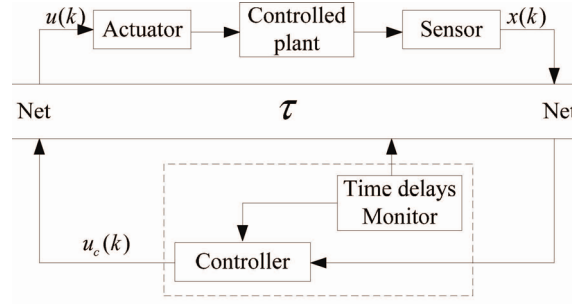 u(k)
Actuator
Controlled
plant
Sensor
x(k)
Net
τ
Net
Time delays
Monitor
u_c(k)
Controller